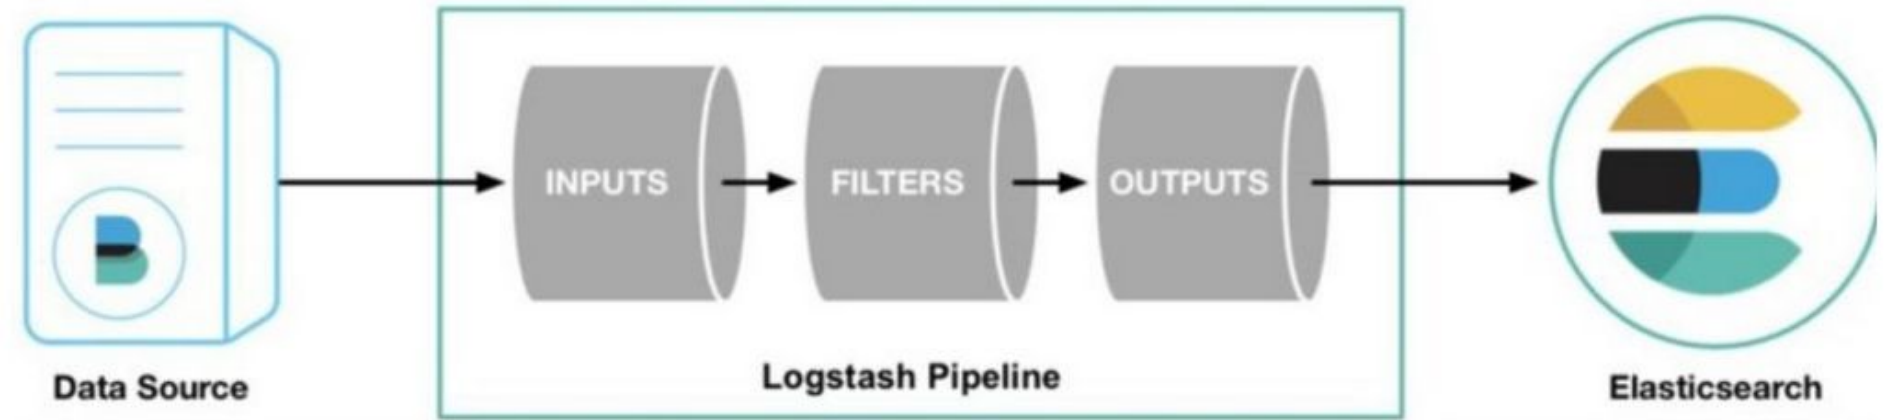 INPUTS
FILTERS
OUTPUTS
Data Source
Logstash Pipeline
Elasticsearch